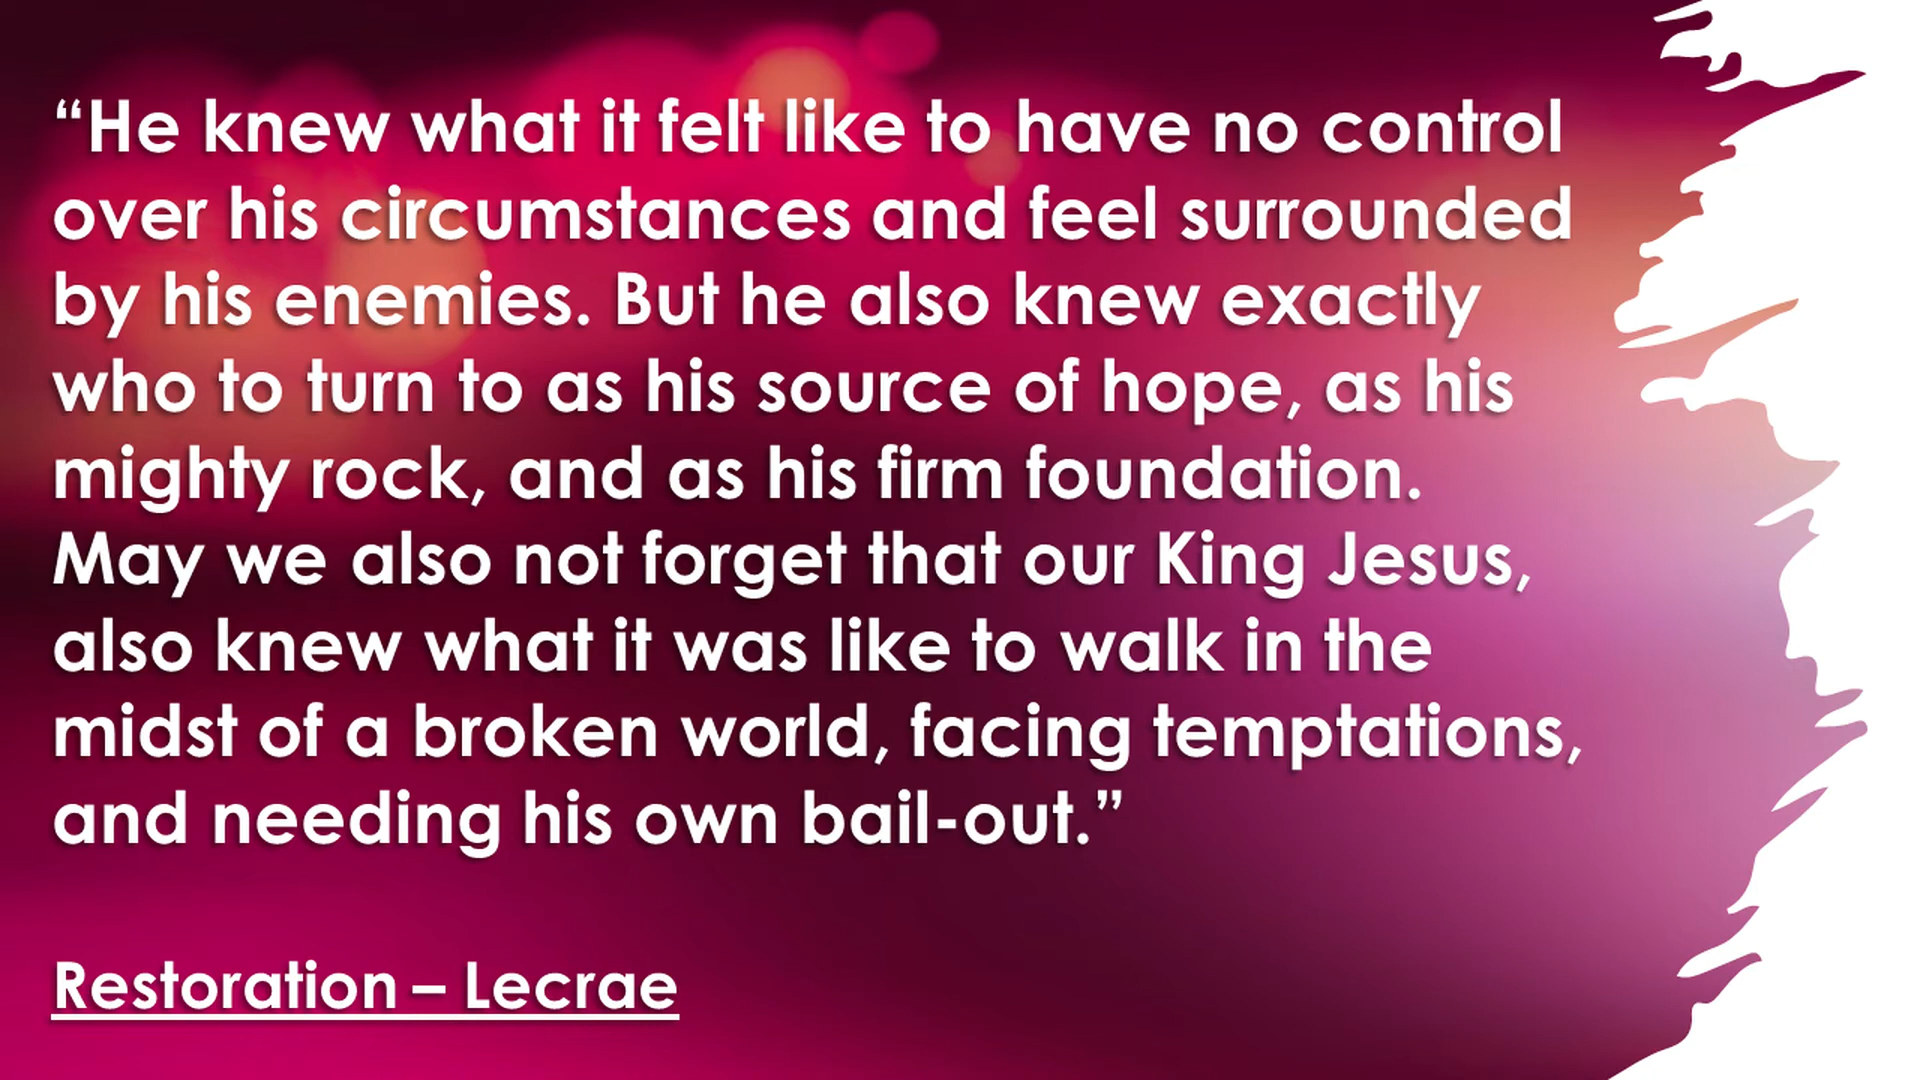 “He knew what it felt like to have no control
over his circumstances and feel surrounded
by his enemies. But he also knew exactly
who to turn to as his source of hope, as his
mighty rock, and as his firm foundation.
May we also not forget that our King Jesus,
also knew what it was like to walk in the
midst of a broken world, facing temptations,
and needing his own bail-out.”
Restoration – Lecrae